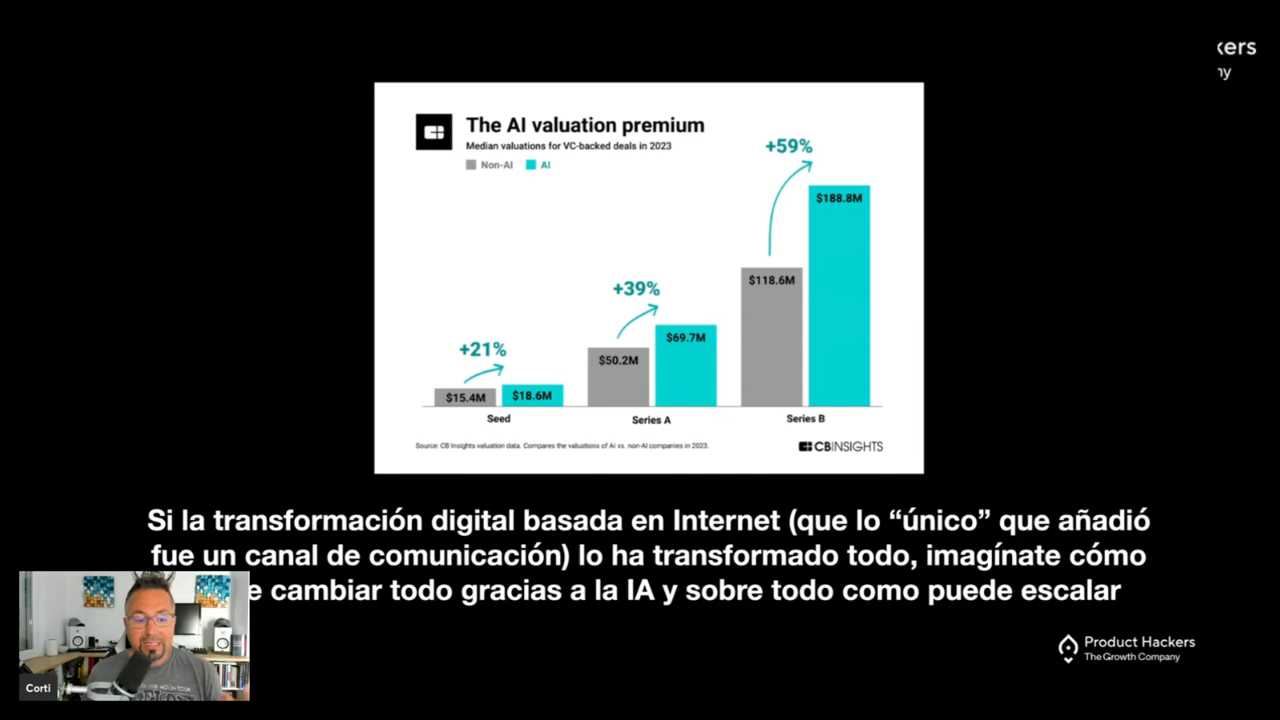 kers
ny
The AI valuation premium
Median valuations for VC-backed deals in 2023
Non-AI AI
+59%
$188.8M
$118.6M
+39%
$69.7M
$50.2M
+21%
$15.4M $18.6M
Seed Series A Series B
Source: CB Insights valuation data. Compares the valuations of AI vs. non-AI companies in 2023.
CBINSIGHTS
Si la transformación digital basada en Internet (que lo “único” que añadió
fue un canal de comunicación) lo ha transformado todo, imagínate cómo
e cambiar todo gracias a la IA y sobre todo como puede escalar
Product Hackers
The Growth Company
Corti